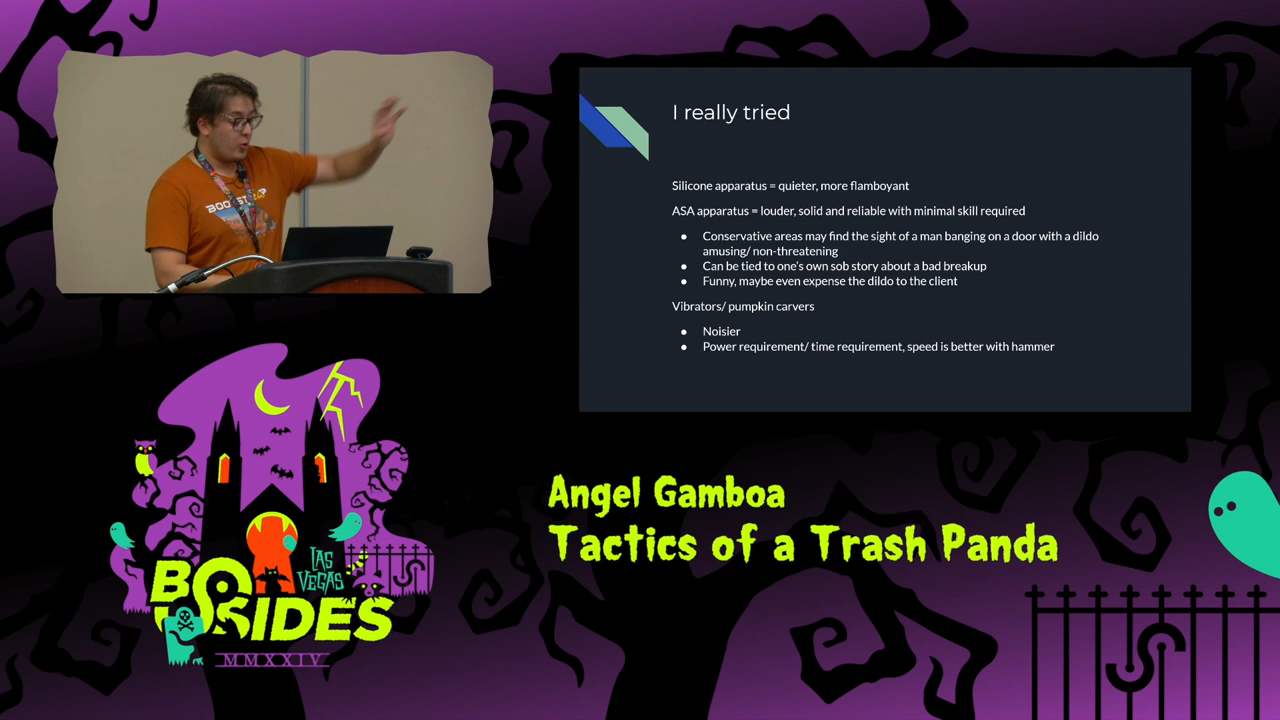 I really tried
Silicone apparatus = quieter, more flamboyant
ASA apparatus = louder, solid and reliable with minimal skill required
● Conservative areas may find the sight of a man banging on a door with a dildo
amusing/ non-threatening
● Can be tied to one's own sob story about a bad breakup
● Funny, maybe even expense the dildo to the client
Vibrators/ pumpkin carvers
● Noisier
● Power requirement/ time requirement, speed is better with hammer
Angel Gamboa
Tactics of a Trash Panda
LAS
VEGAS
BSIDES
MMXXIV